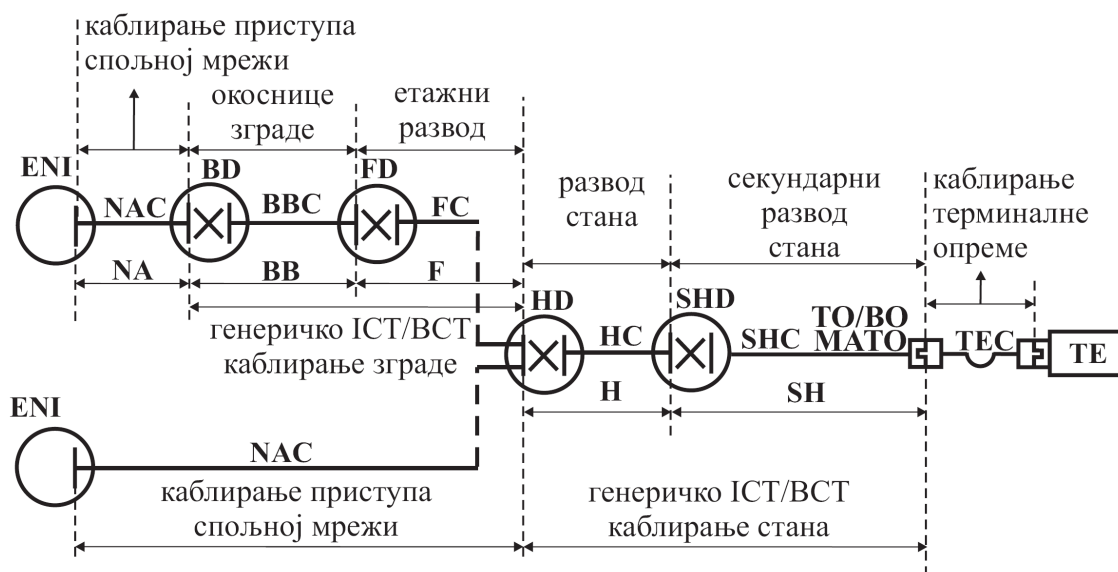 каблирање приступа
спољној мрежи
окоснице
зграде
етажни
развод
ENI
BD
FD
NAC
BBC
FC
развод
стана
секундарни
развод
стана
каблирање
терминалне
опреме
NA
BB
F
HD
SHD
генеричко ICT/BCT
каблирање зграде
HC
SHC
TO/BO
MATO
TEC
TE
H
SH
ENI
NAC
каблирање приступа
спољној мрежи
генеричко ICT/BCT
каблирање стана